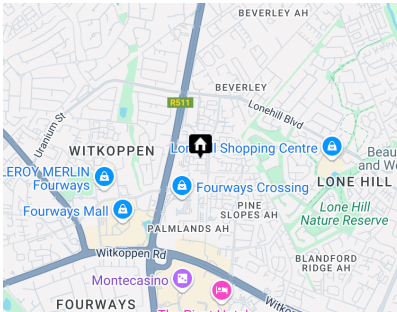 BEVERLEY AH
BEVERLEY
R511
Lonehill Blvd
Uranium St
WITKOPPEN
Shopping Centre
LEROY MERLIN
Fourways
Fourways Crossing
LONE HILL
Fourways Mall
PINE
SLOPES AH
Lone Hill
Nature Reserve
PALMLANDS AH
Witkoppen Rd
BLANDFORD
RIDGE AH
Montecasino
FOURWAYS